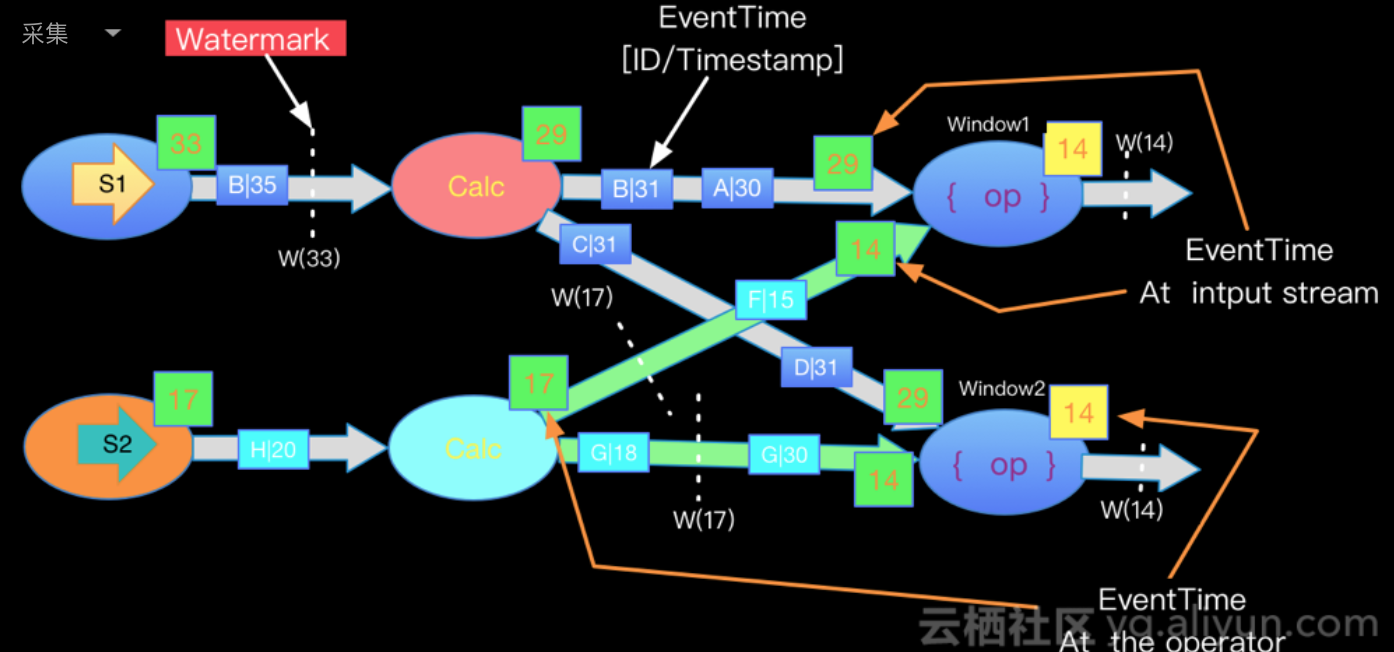 采集
Watermark
EventTime
[ID/Timestamp]
33
S1
B|35
W(33)
29
Calc
B|31
A|30
29
Window1
14
W(14)
{ op }
C|31
14
EventTime
At intput stream
W(17)
F|15
D|31
17
S2
H|20
17
Calc
G|18
G|30
W(17)
29
14
Window2
14
{ op }
W(14)
EventTime
At the operator
云栖社区 yq.aliyun.com